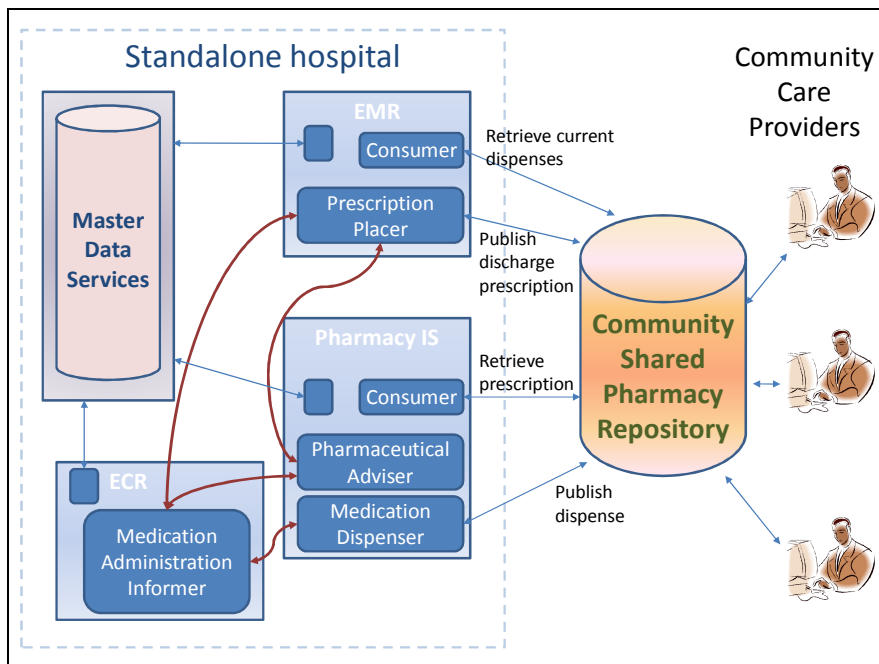 Standalone hospital
Community
Care
Providers
EMR
Consumer
Retrieve current
dispenses
Prescription
Placer
Master
Data
Services
Publish
discharge
prescription
Pharmacy IS
Consumer
Retrieve
prescription
Community
Shared
Pharmacy
Repository
Pharmaceutical
Adviser
ECR
Medication
Dispenser
Publish
dispense
Medication
Administration
Informer